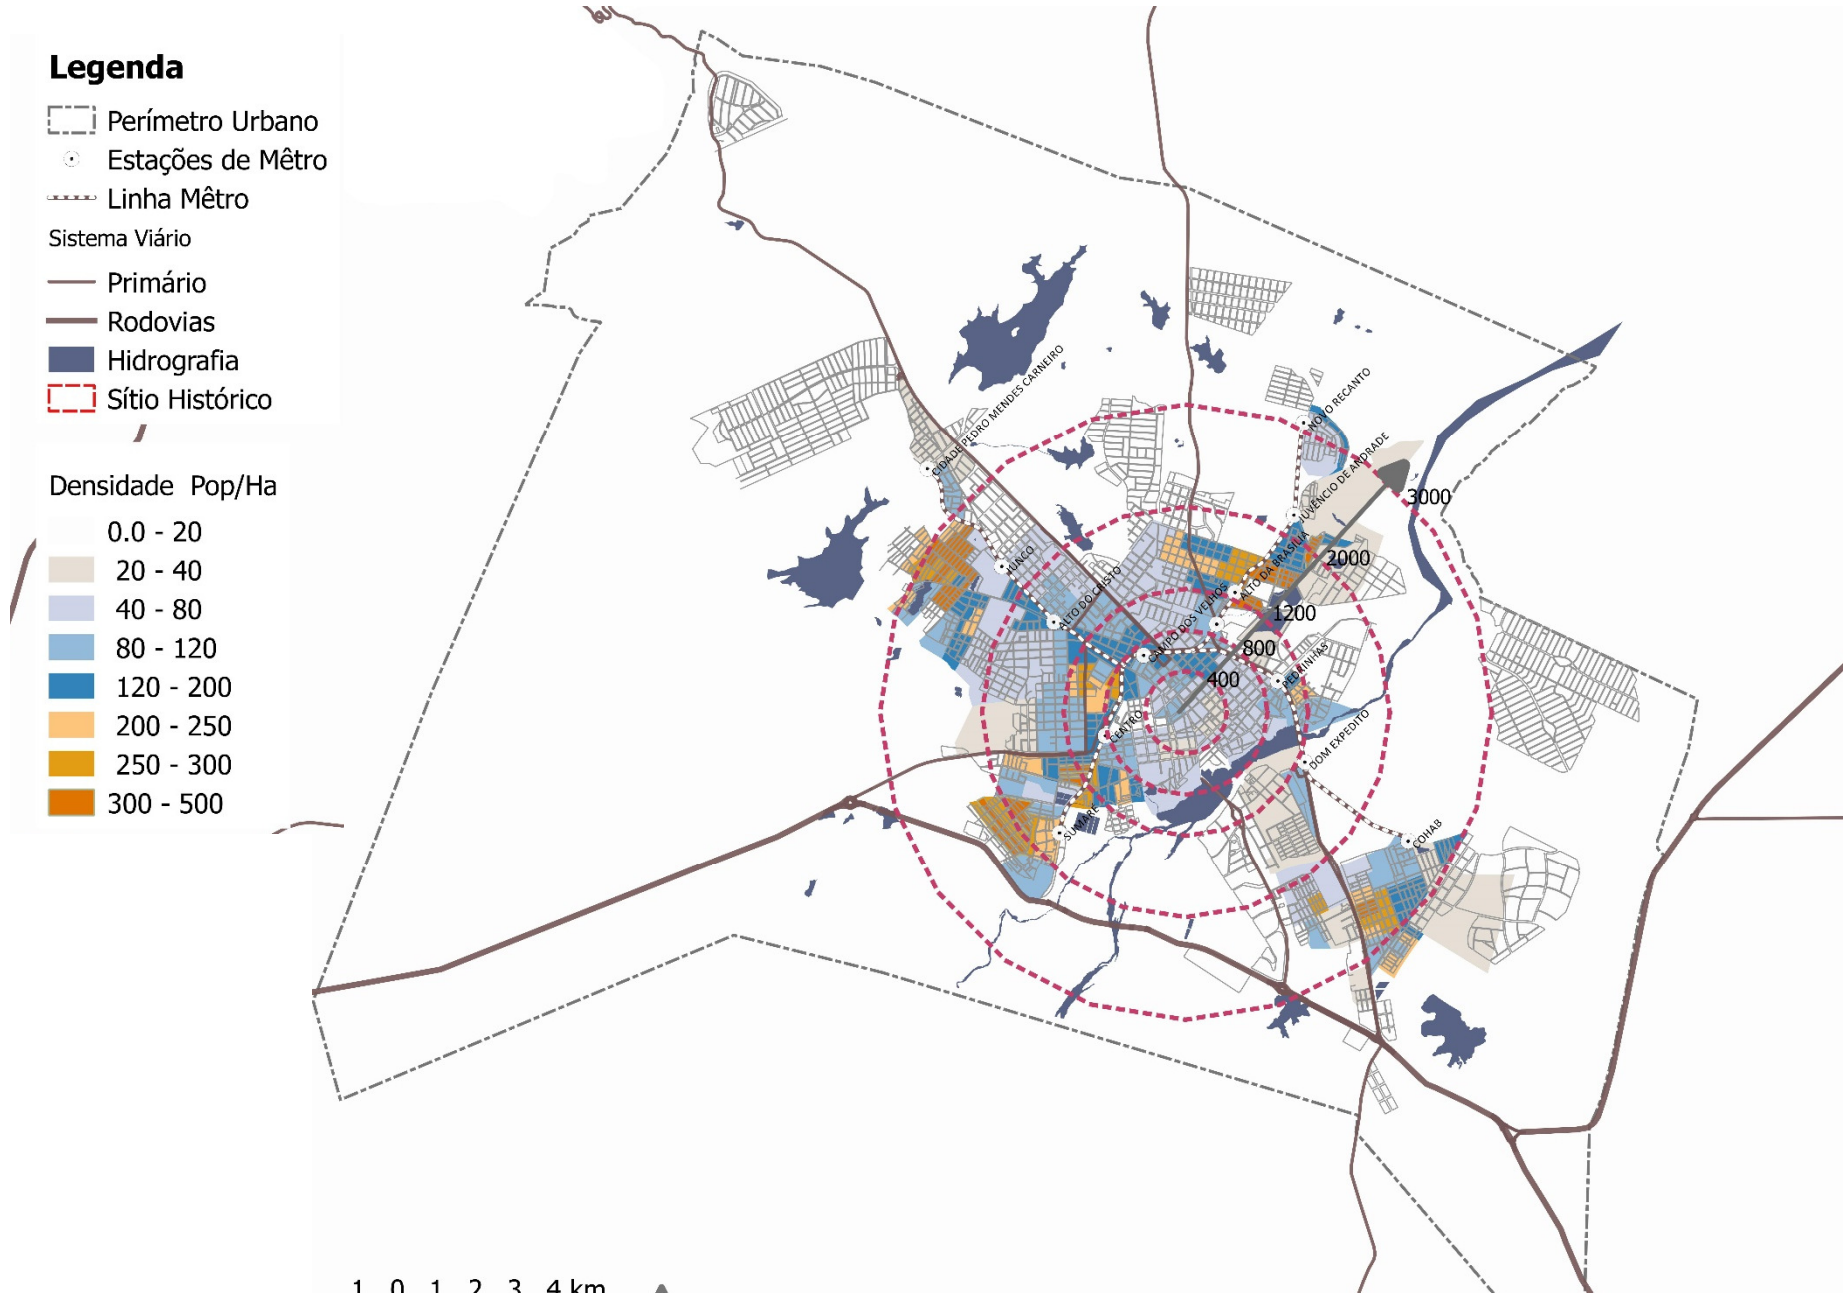 Legenda
Perímetro Urbano
Estações de Mêtro
Linha Mêtro
Sistema Viário
Primário
Rodovias
Hidrografia
Sítio Histórico
Densidade Pop/Ha
0.0 - 20
20 - 40
40 - 80
80 - 120
120 - 200
200 - 250
250 - 300
300 - 500
CIDADE PEDRO MENDES CARNEIRO
NOVO RECANTO
JUVENCIO DE ANDRADE
3000
JUNCO
ALTO DO CRISTO
ALTO DA BRASILIA
2000
CAMPO DOS VELHOS
1200
800
400
PEDRINHAS
CENTRO
DOM EXPEDITO
SUMARÉ
COHAB
1 0 1 2 3 4 km